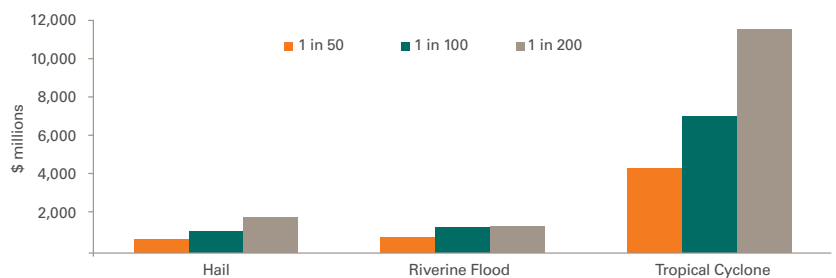 12,000
1 in 50 1 in 100 1 in 200
10,000
8,000
6,000
4,000
2,000
$ millions
Hail Riverine Flood Tropical Cyclone